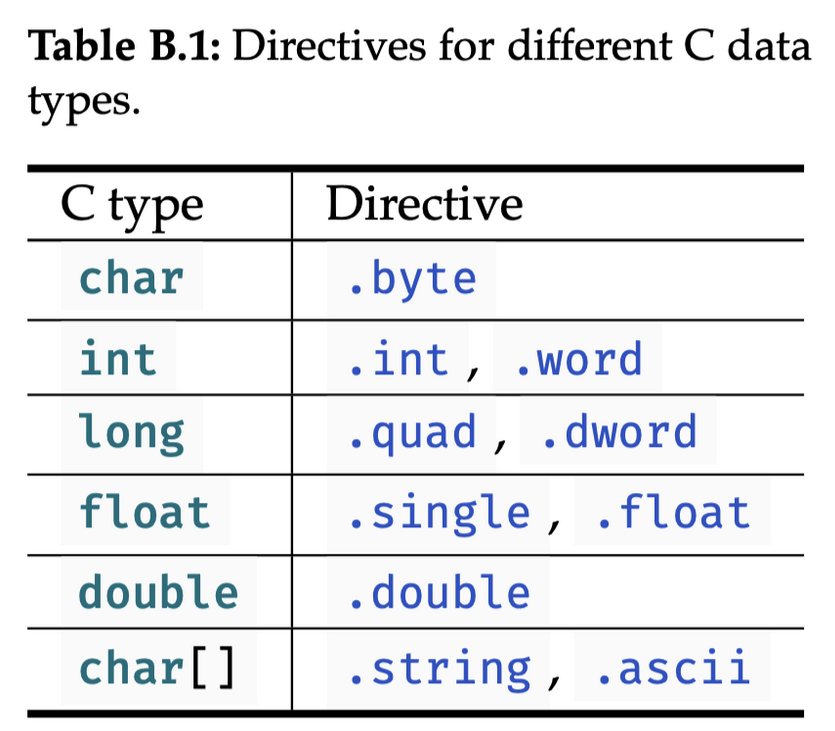 Table B.1: Directives for different C data
types.
C type Directive
char .byte
int .int , .word
long .quad , .dword
float .single , .float
double .double
char[] .string , .ascii